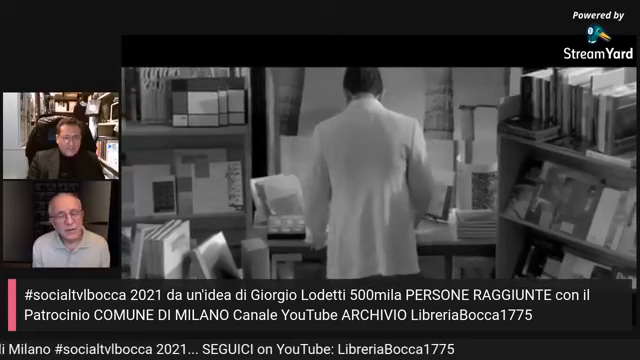 Powered by
StreamYard
#socialtvlbocca 2021 da un'idea di Giorgio Lodetti 500mila PERSONE RAGGIUNTE con il
Patrocinio COMUNE DI MILANO Canale YouTube ARCHIVIO LibreriaBocca1775
di Milano #socialtvlbocca 2021... SEGUICI on YouTube: LibreriaBocca1775